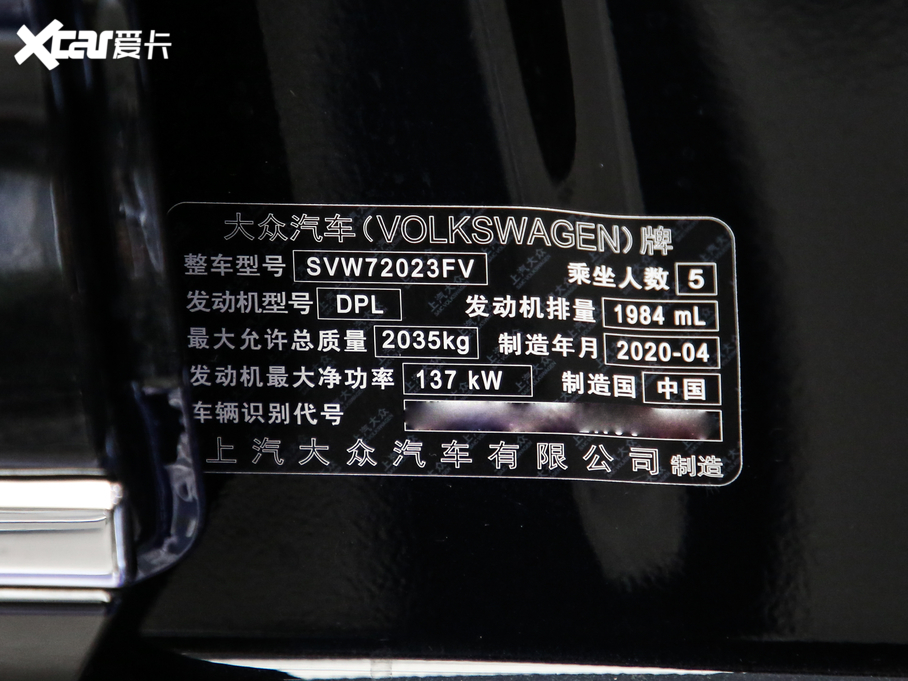 Xcar爱卡
大众汽车(VOLKSWAGEN)牌
整车型号 SVW72023FV 乘坐人数 5
发动机型号 DPL 发动机排量 1984 mL
最大允许总质量 2035kg 制造年月 2020-04
发动机最大净功率 137 kW 制造国 中国
车辆识别代号
上汽大众汽车有限公司 制造